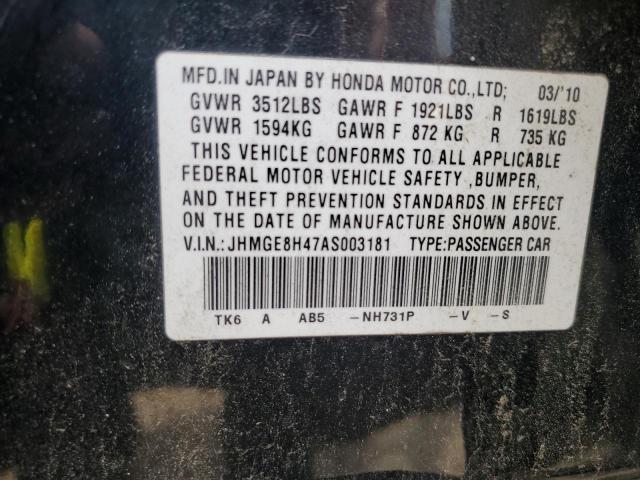 MFD.IN JAPAN BY HONDA MOTOR CO.,LTD; 03/'10
GVWR 3512LBS GAWR F 1921LBS R 1619LBS
GVWR 1594KG GAWR F 872 KG R 735 KG
THIS VEHICLE CONFORMS TO ALL APPLICABLE
FEDERAL MOTOR VEHICLE SAFETY ,BUMPER,
AND THEFT PREVENTION STANDARDS IN EFFECT
ON THE DATE OF MANUFACTURE SHOWN ABOVE.
V.I.N.:JHMGE8H47AS003181 TYPE:PASSENGER CAR
TK6 A AB5 -NH731P -V -S